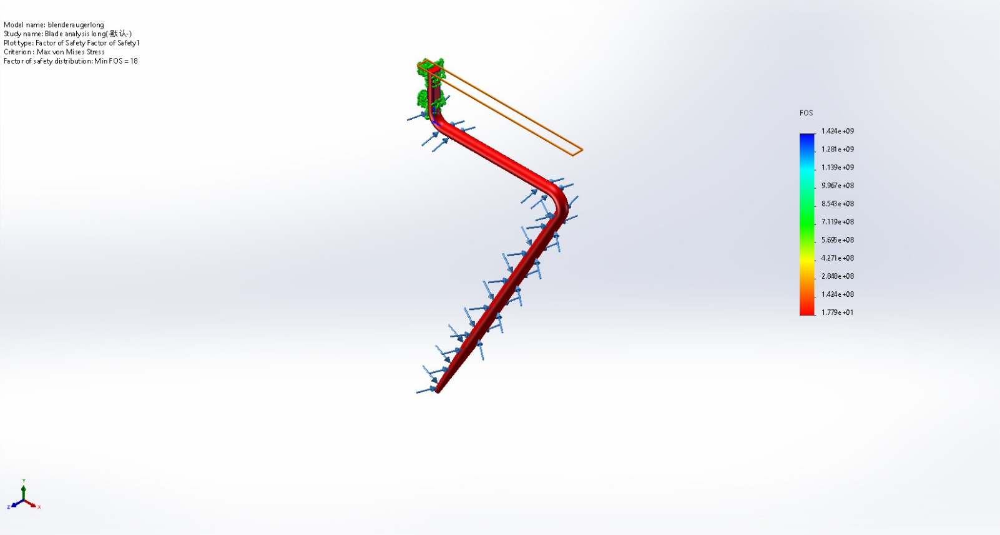 Model name: blenderaugerlong
Study name: Blade analysis long(-默认-)
Plot type: Factor of Safety Factor of Safety1
Criterion : Max von Mises Stress
Factor of safety distribution: Min FOS = 18
FOS
1.424e+09
1.281e+09
1.139e+09
9.967e+08
8.543e+08
7.119e+08
5.695e+08
4.271e+08
2.848e+08
1.424e+08
1.779e+01
Y
Z
X